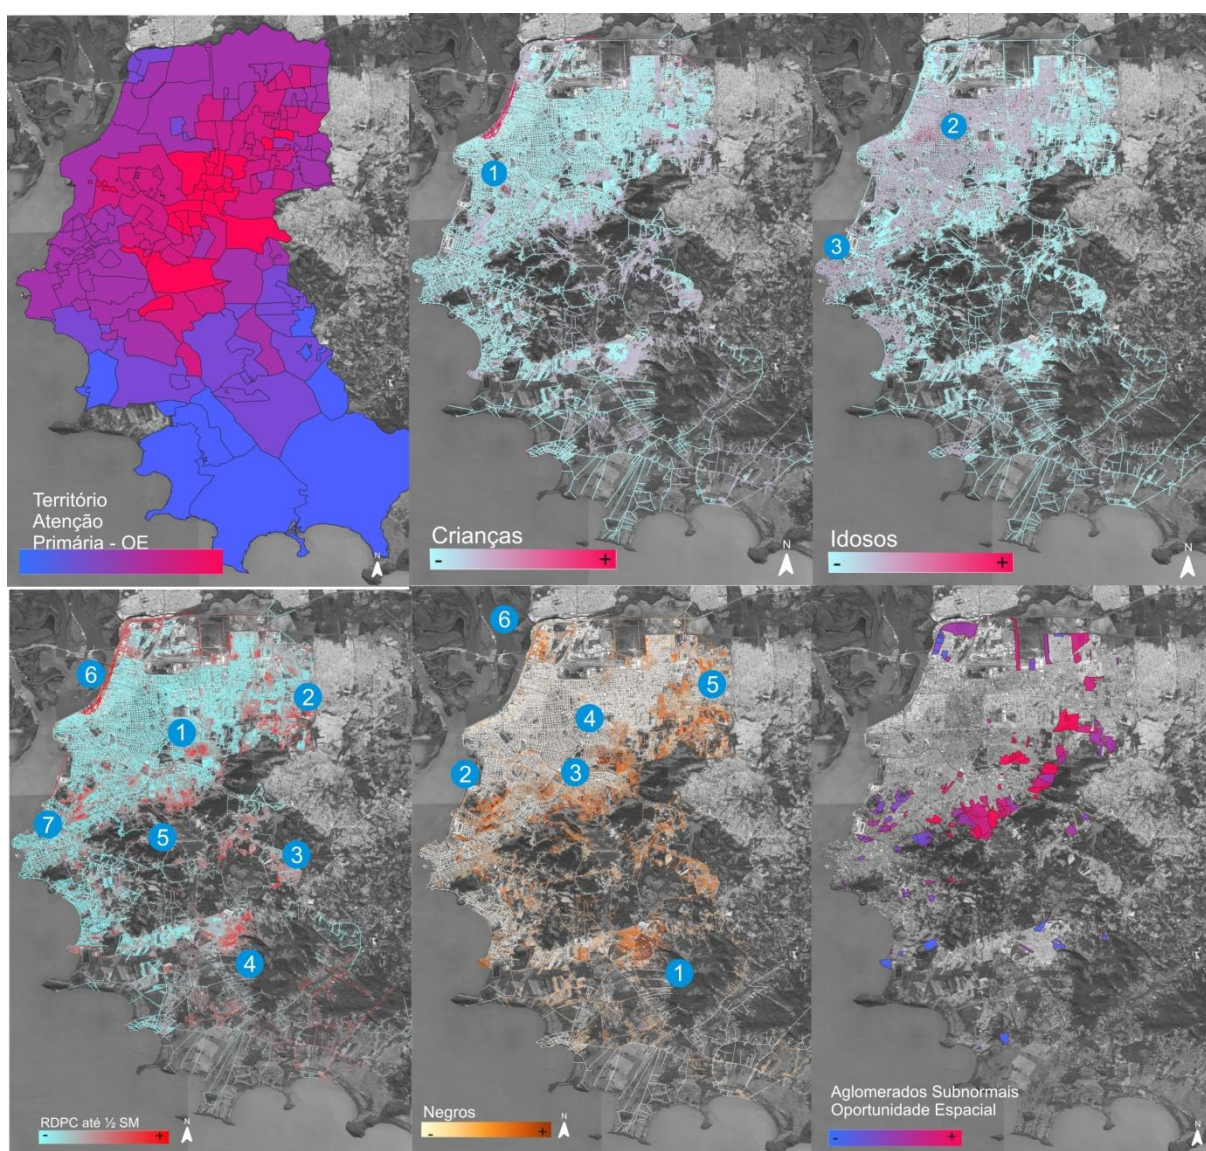 Território
Atenção
Primária - OE
N
1
Crianças
- +
N
2
3
Idosos
- +
N
6
2
1
7
5
3
4
RDPC até ½ SM
- +
N
6
5
4
2
3
1
Negros
- +
N
Aglomerados Subnormais
Oportunidade Espacial
- +
N